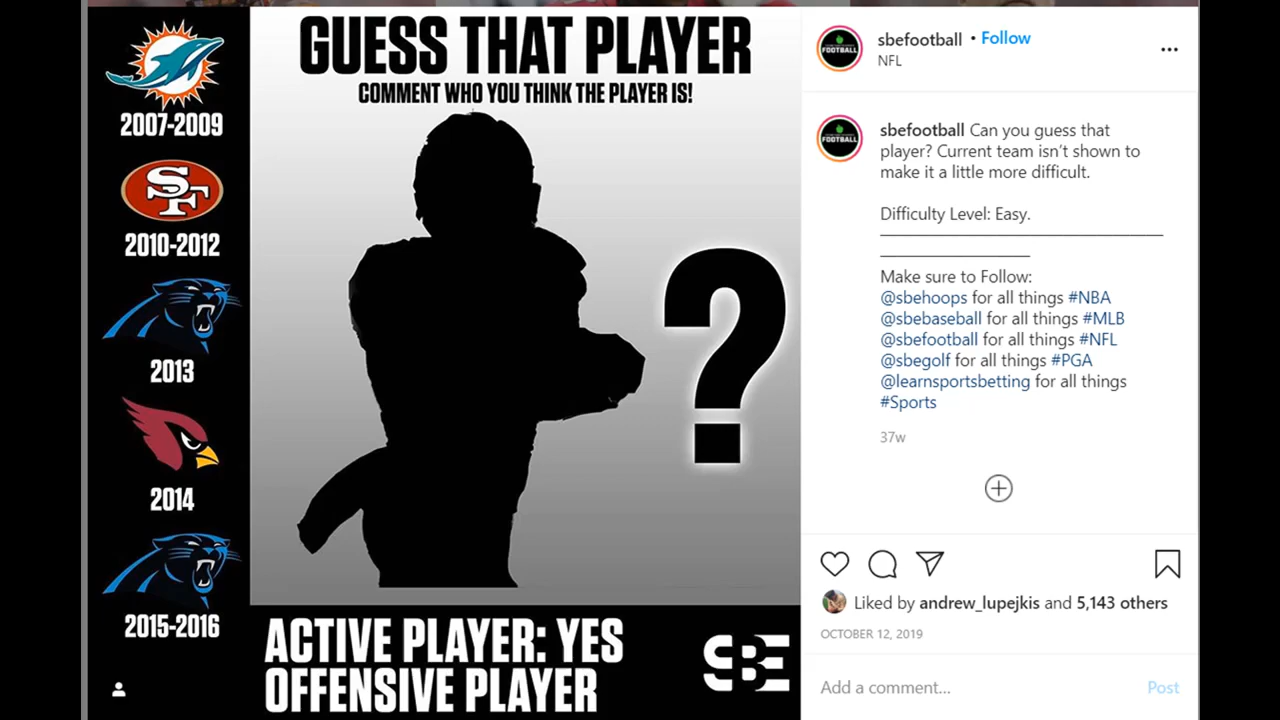 GUESS THAT PLAYER
COMMENT WHO YOU THINK THE PLAYER IS!
2007-2009
SF
2010-2012
2013
2014
2015-2016
?
ACTIVE PLAYER: YES
OFFENSIVE PLAYER
SBE
FOOTBALL
sbefootball • Follow
NFL
...
FOOTBALL
sbefootball Can you guess that
player? Current team isn't shown to
make it a little more difficult.
Difficulty Level: Easy.
Make sure to Follow:
@sbehoops for all things #NBA
@sbebaseball for all things #MLB
@sbefootball for all things #NFL
@sbegolf for all things #PGA
@learnsportsbetting for all things
#Sports
37w
Liked by andrew_lupejkis and 5,143 others
OCTOBER 12, 2019
Add a comment... Post